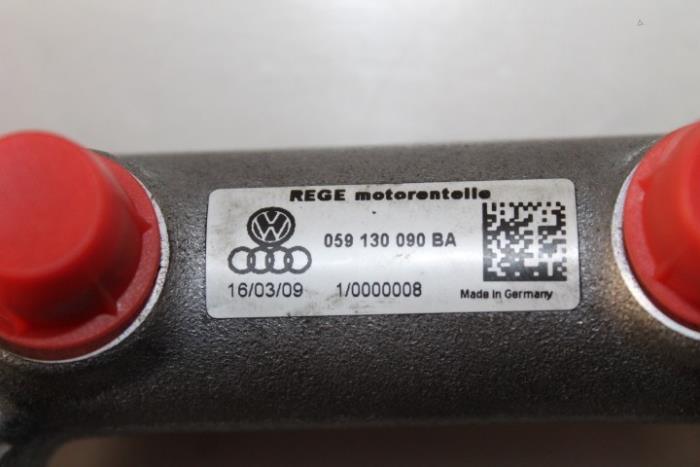 REGE motorenteile
059 130 090 BA
16/03/09 1/0000008
Made in Germany